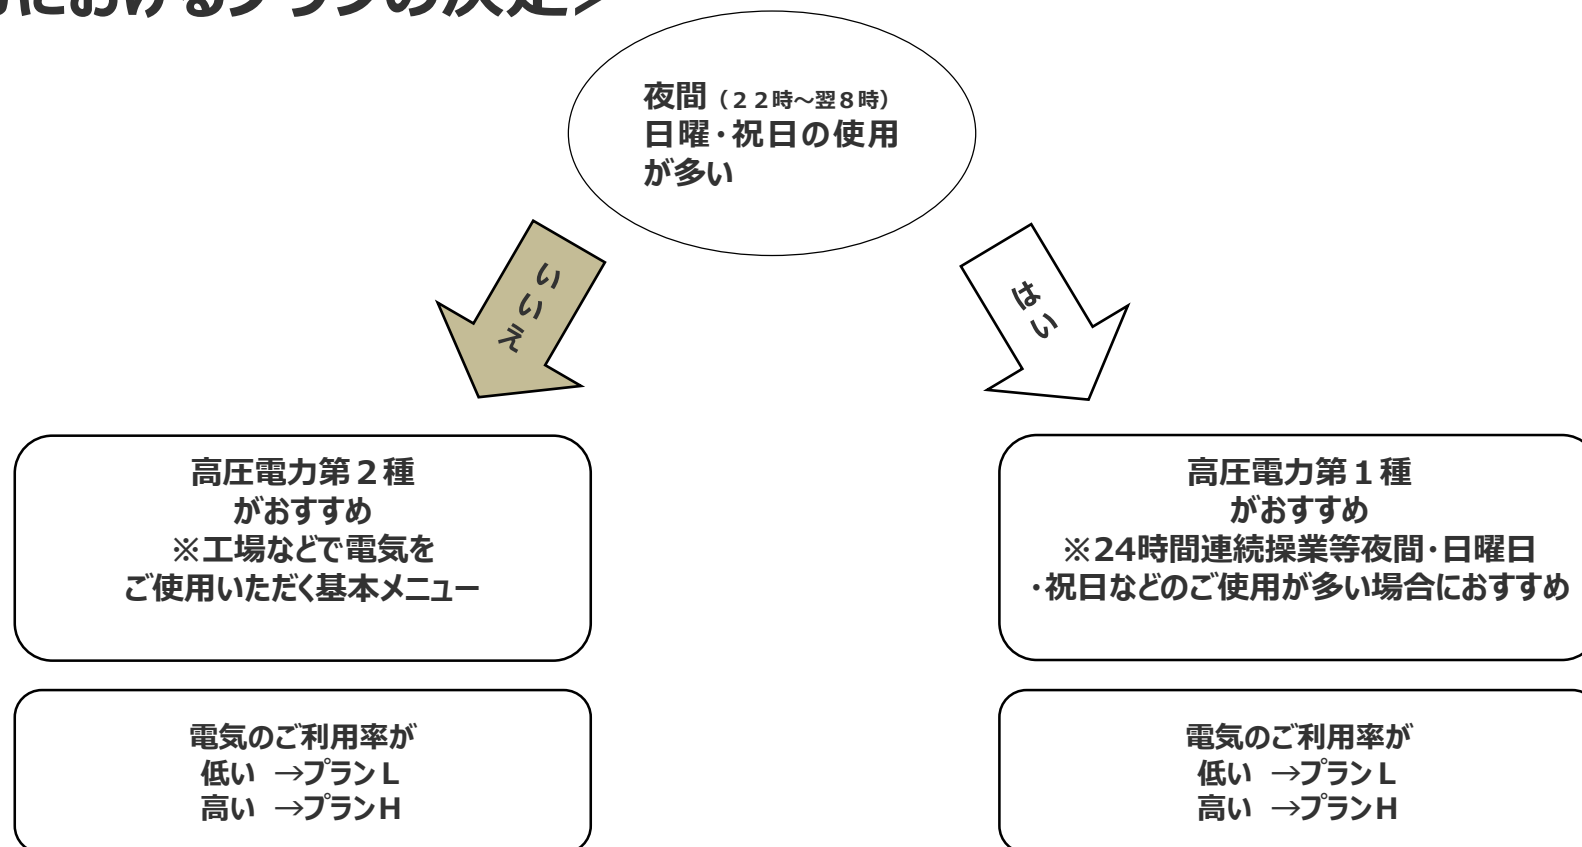 におけるプランの決定＞
夜間（２２時～翌８時）
日曜・祝日の使用
が多い
いいえ
はい
高圧電力第２種
がおすすめ
※工場などで電気を
ご使用いただく基本メニュー
高圧電力第１種
がおすすめ
※24時間連続操業等夜間・日曜日
・祝日などのご使用が多い場合におすすめ
電気のご利用率が
低い →プランＬ
高い →プランＨ
電気のご利用率が
低い →プランＬ
高い →プランＨ